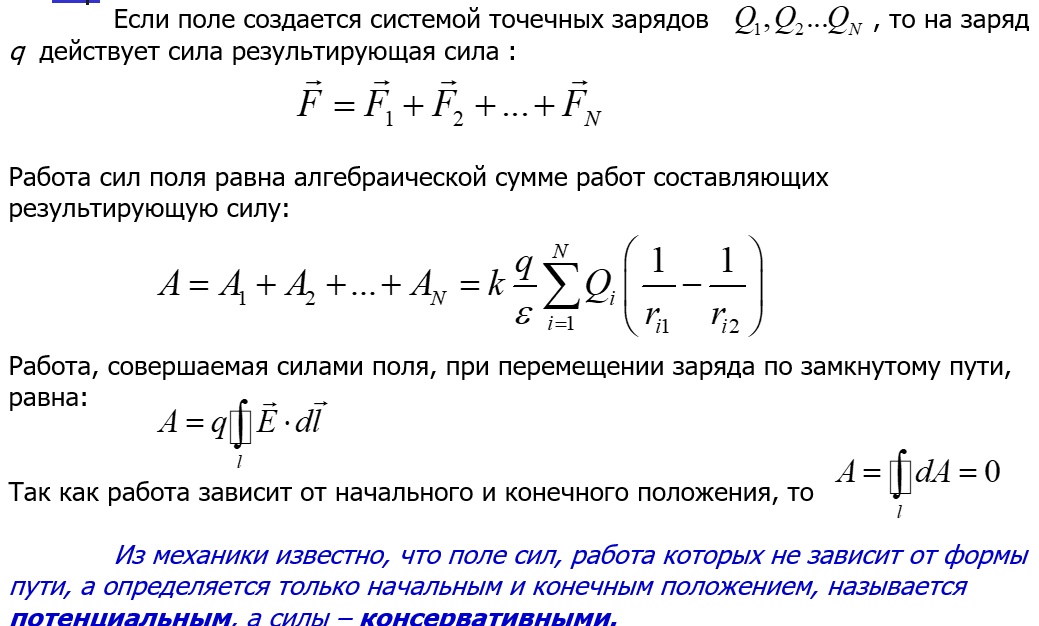 Если поле создается системой точечных зарядов Q₁, Q₂ ... Q_N , то на заряд
q действует сила результирующая сила :
F⃗ = F⃗₁ + F⃗₂ + ... + F⃗_N
Работа сил поля равна алгебраической сумме работ составляющих
результирующую силу:
A = A₁ + A₂ + ... + A_N = k q/ε ∑_{i=1}^{N} Q_i (1/r_{i1} − 1/r_{i2})
Работа, совершаемая силами поля, при перемещении заряда по замкнутому пути,
равна:
A = q∮_l E⃗ · dl⃗
Так как работа зависит от начального и конечного положения, то A = ∮_l dA = 0
Из механики известно, что поле сил, работа которых не зависит от формы
пути, а определяется только начальным и конечным положением, называется
потенциальным, а силы – консервативными.